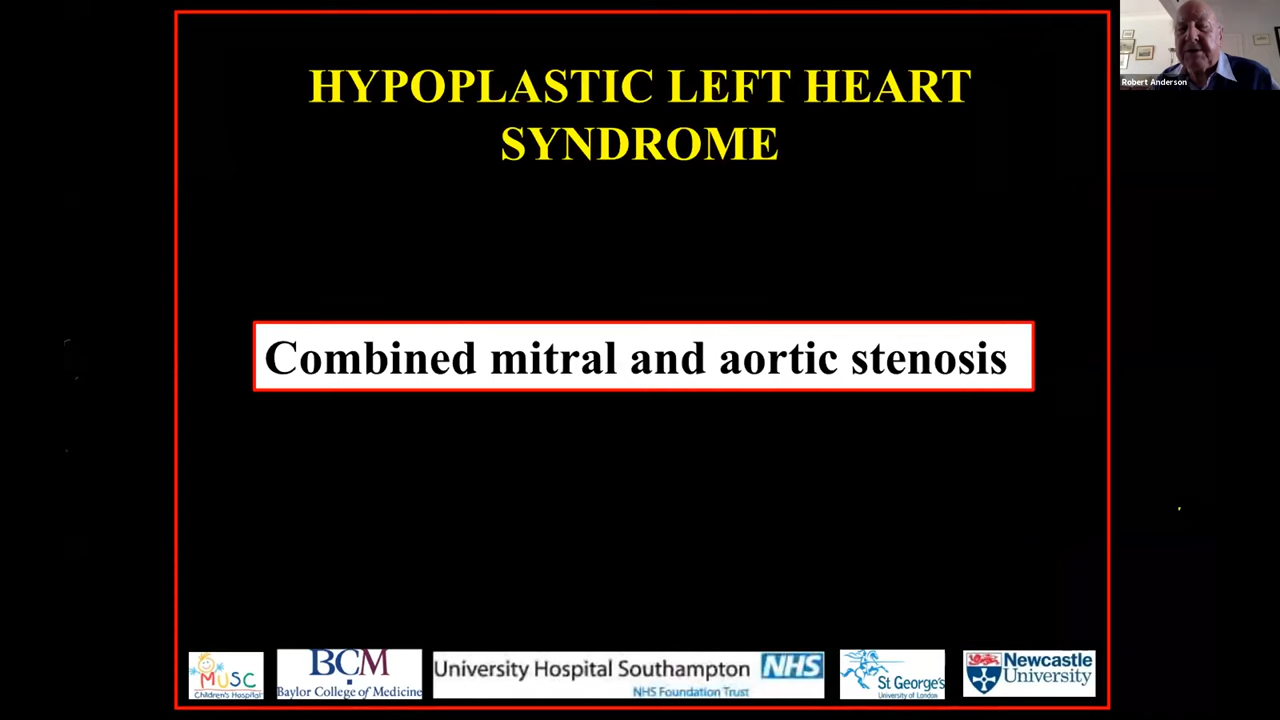 HYPOPLASTIC LEFT HEART
SYNDROME
Robert Anderson
Combined mitral and aortic stenosis
MUSC
Children's Hospital
BCM
Baylor College of Medicine
University Hospital Southampton NHS
NHS Foundation Trust
St George's
University of London
Newcastle
University